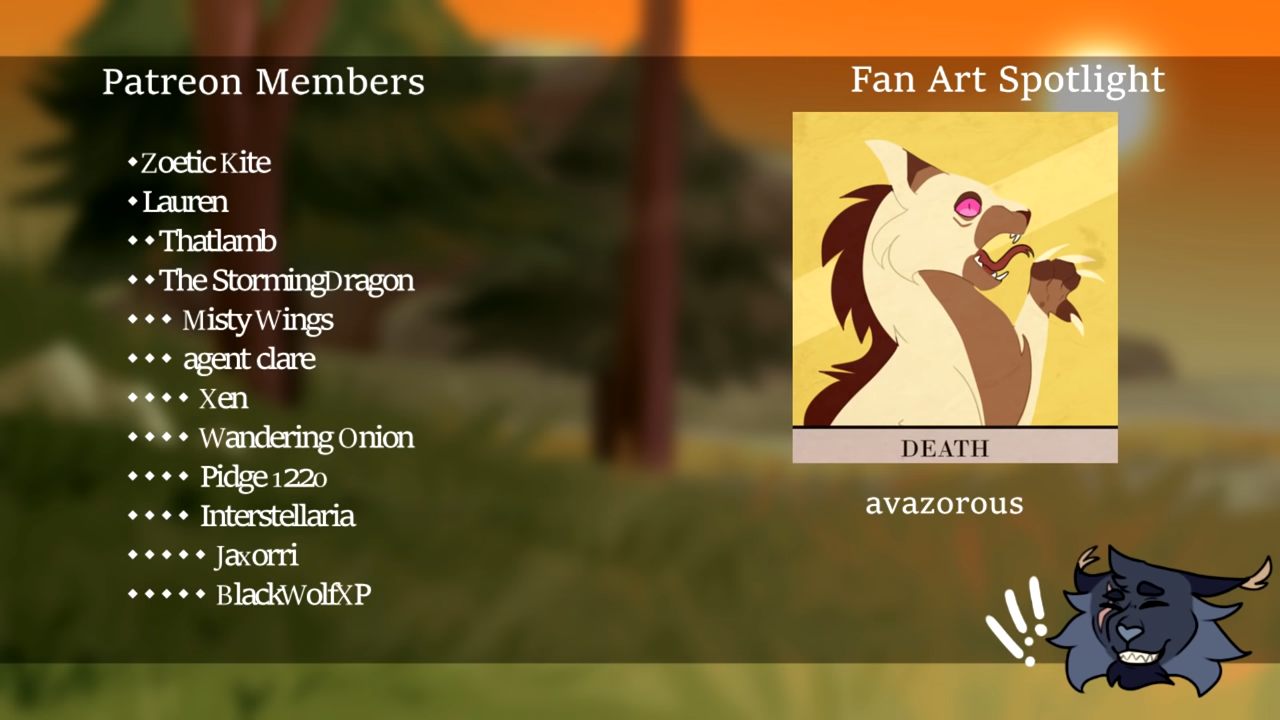 Patreon Members
Zoetic Kite
Lauren
Thatlamb
The StormingDragon
Misty Wings
agent clare
Xen
Wandering Onion
Pidge 1220
Interstellaria
Jaxorri
BlackWolfXP
Fan Art Spotlight
DEATH
avazorous
!!!